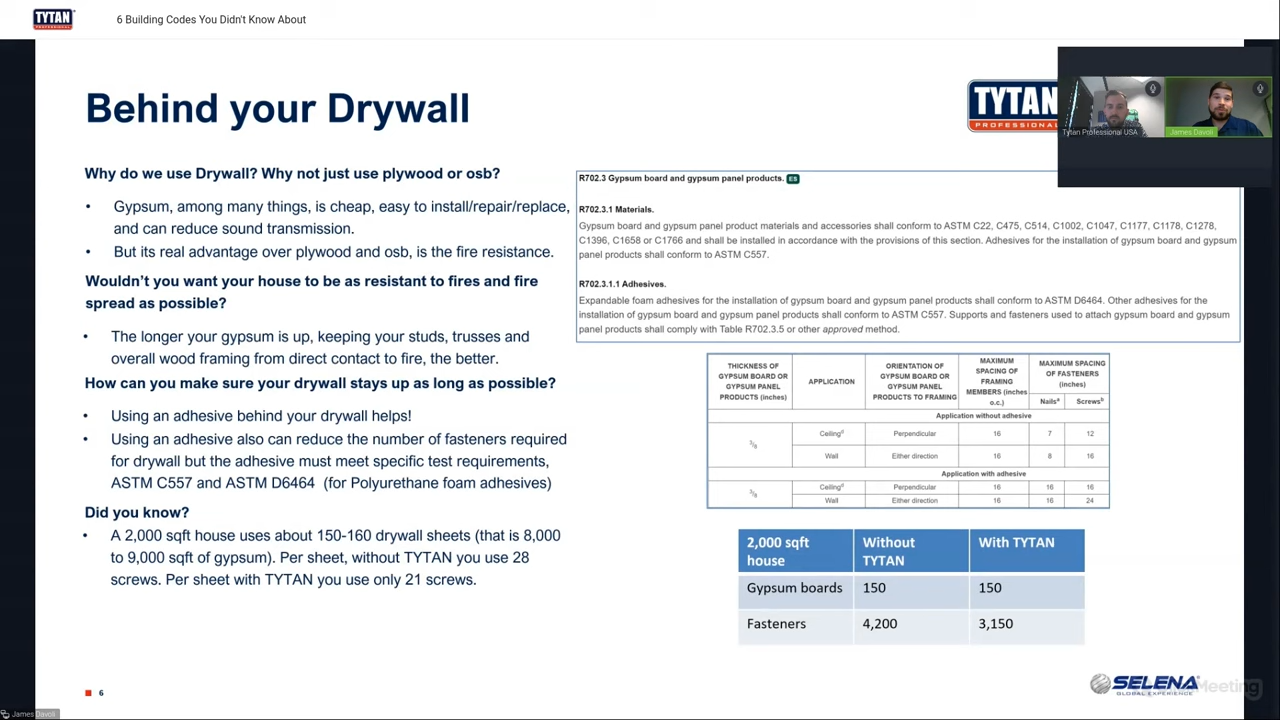 TYTAN
PROFESSIONAL
6 Building Codes You Didn't Know About
Behind your Drywall
TYTAN
PROFESSIONAL
Tytan Professional USA
James Davoli
Why do we use Drywall? Why not just use plywood or osb?
• Gypsum, among many things, is cheap, easy to install/repair/replace,
and can reduce sound transmission.
• But its real advantage over plywood and osb, is the fire resistance.
Wouldn't you want your house to be as resistant to fires and fire
spread as possible?
• The longer your gypsum is up, keeping your studs, trusses and
overall wood framing from direct contact to fire, the better.
How can you make sure your drywall stays up as long as possible?
• Using an adhesive behind your drywall helps!
• Using an adhesive also can reduce the number of fasteners required
for drywall but the adhesive must meet specific test requirements,
ASTM C557 and ASTM D6464 (for Polyurethane foam adhesives)
Did you know?
• A 2,000 sqft house uses about 150-160 drywall sheets (that is 8,000
to 9,000 sqft of gypsum). Per sheet, without TYTAN you use 28
screws. Per sheet with TYTAN you use only 21 screws.
R702.3 Gypsum board and gypsum panel products. ES
R702.3.1 Materials.
Gypsum board and gypsum panel product materials and accessories shall conform to ASTM C22, C475, C514, C1002, C1047, C1177, C1178, C1278,
C1396, C1658 or C1766 and shall be installed in accordance with the provisions of this section. Adhesives for the installation of gypsum board and gypsum
panel products shall conform to ASTM C557.
R702.3.1.1 Adhesives.
Expandable foam adhesives for the installation of gypsum board and gypsum panel products shall conform to ASTM D6464. Other adhesives for the
installation of gypsum board and gypsum panel products shall conform to ASTM C557. Supports and fasteners used to attach gypsum board and gypsum
panel products shall comply with Table R702.3.5 or other approved method.
THICKNESS OF GYPSUM BOARD OR GYPSUM PANEL PRODUCTS (inches) APPLICATION ORIENTATION OF GYPSUM BOARD OR GYPSUM PANEL PRODUCTS TO FRAMING MAXIMUM SPACING OF FRAMING MEMBERS (inches o.c.) MAXIMUM SPACING OF FASTENERS (inches)
Nailsa Screwsb
Application without adhesive
3/8 Ceilingd Perpendicular 16 7 12
Wall Either direction 16 8 16
Application with adhesive
3/8 Ceilingd Perpendicular 16 16 16
Wall Either direction 16 16 24
2,000 sqft house Without TYTAN With TYTAN
Gypsum boards 150 150
Fasteners 4,200 3,150
6
SELENA
GLOBAL EXPERIENCE
Meeting
James Davoli